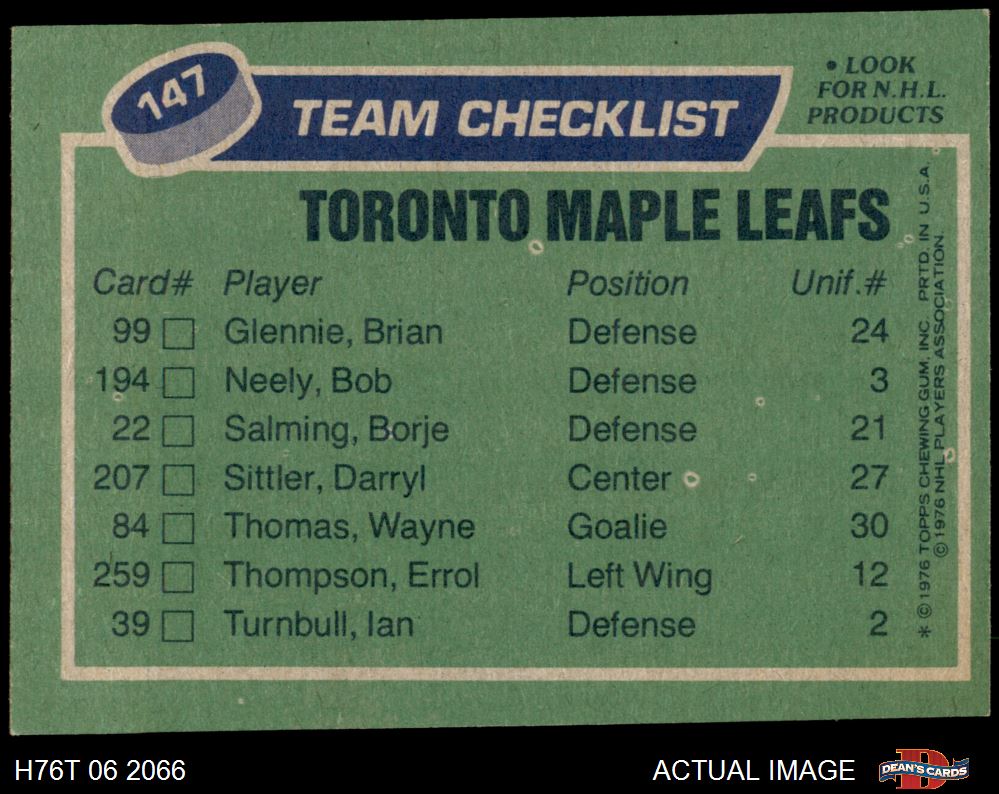 147
TEAM CHECKLIST
• LOOK
FOR N.H.L.
PRODUCTS
TORONTO MAPLE LEAFS
Card# Player Position Unif.#
99 Glennie, Brian Defense 24
194 Neely, Bob Defense 3
22 Salming, Borje Defense 21
207 Sittler, Darryl Center 27
84 Thomas, Wayne Goalie 30
259 Thompson, Errol Left Wing 12
39 Turnbull, Ian Defense 2
* © 1976 TOPPS CHEWING GUM, INC. PRTD. IN U.S.A.
© 1976 NHL PLAYERS ASSOCIATION.
H76T 06 2066
ACTUAL IMAGE
DEAN'S CARDS